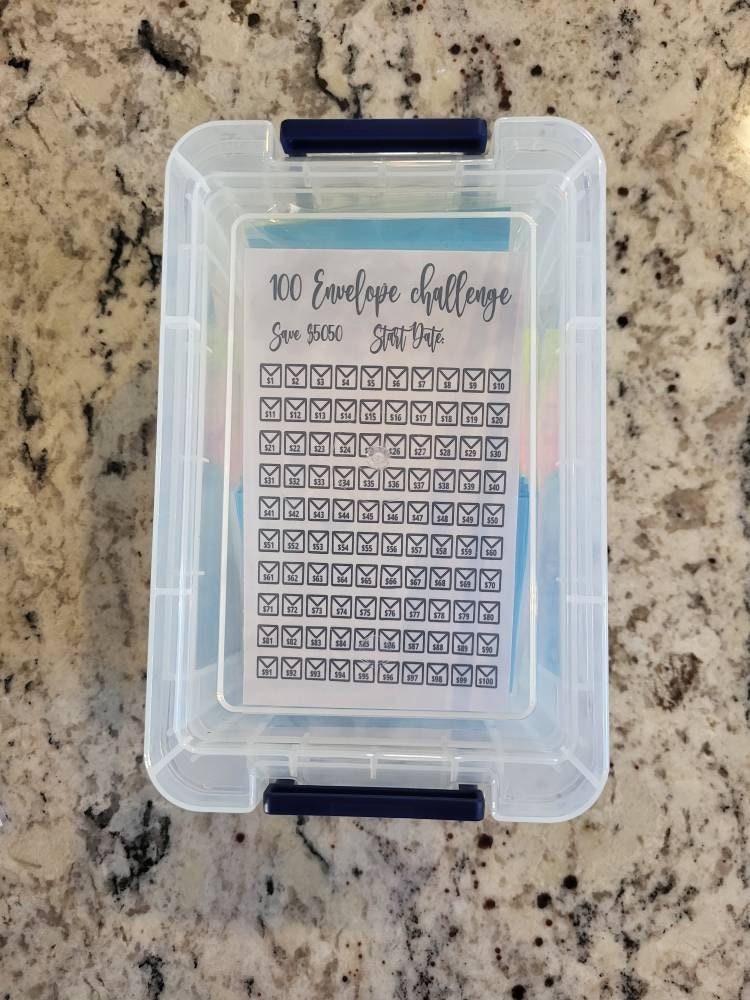 100 Envelope challenge
Save $5050 Start Date:
$1 $2 $3 $4 $5 $6 $7 $8 $9 $10
$11 $12 $13 $14 $15 $16 $17 $18 $19 $20
$21 $22 $23 $24 $26 $27 $28 $29 $30
$31 $32 $33 $34 $35 $36 $37 $38 $39 $40
$41 $42 $43 $44 $45 $46 $47 $48 $49 $50
$51 $52 $53 $54 $55 $56 $57 $58 $59 $60
$61 $62 $63 $64 $65 $66 $67 $68 $69 $70
$71 $72 $73 $74 $75 $76 $77 $78 $79 $80
$81 $82 $83 $84 $85 $86 $87 $88 $89 $90
$91 $92 $93 $94 $95 $96 $97 $98 $99 $100